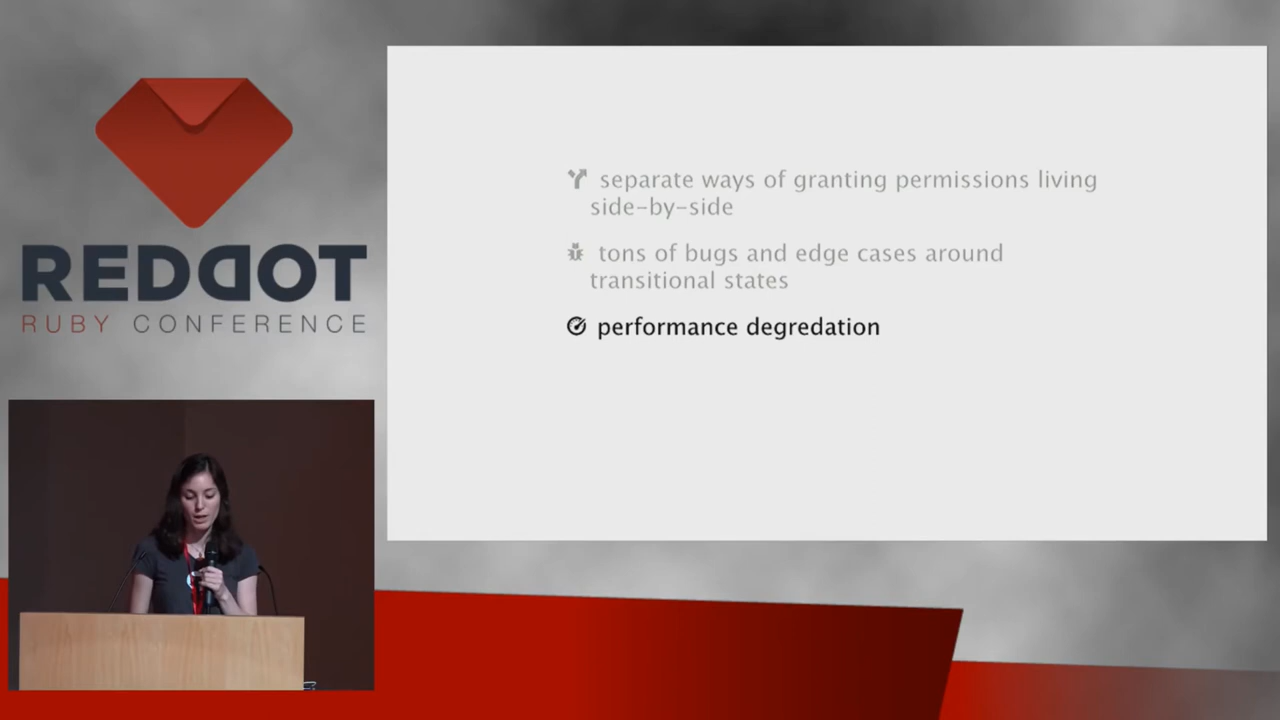 REDDOT
RUBY CONFERENCE
separate ways of granting permissions living
side-by-side
tons of bugs and edge cases around
transitional states
performance degredation